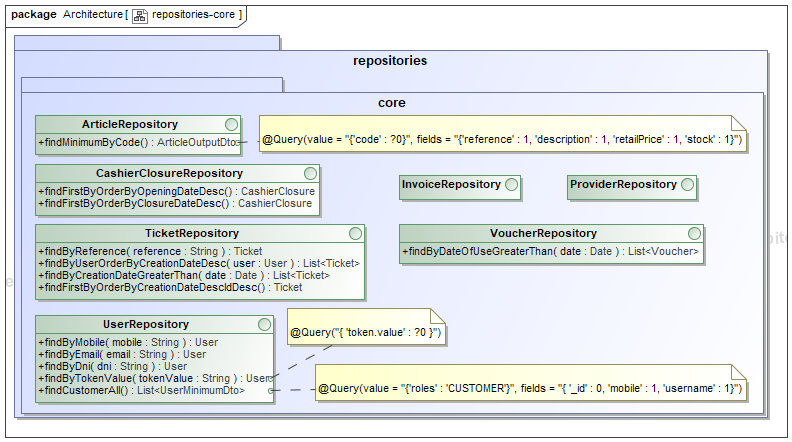 package Architecture [ repositories-core ]
repositories
core
ArticleRepository
+findMinimumByCode() : ArticleOutputDto
@Query(value = "{'code' : ?0}", fields = "{'reference' : 1, 'description' : 1, 'retailPrice' : 1, 'stock' : 1}")
CashierClosureRepository
+findFirstByOrderByOpeningDateDesc() : CashierClosure
+findFirstByOrderByClosureDateDesc() : CashierClosure
InvoiceRepository
ProviderRepository
TicketRepository
+findByReference( reference : String ) : Ticket
+findByUserOrderByCreationDateDesc( user : User ) : List<Ticket>
+findByCreationDateGreaterThan( date : Date ) : List<Ticket>
+findFirstByOrderByCreationDateDescIdDesc() : Ticket
VoucherRepository
+findByDateOfUseGreaterThan( date : Date ) : List<Voucher>
UserRepository
+findByMobile( mobile : String ) : User
+findByEmail( email : String ) : User
+findByDni( dni : String ) : User
+findByTokenValue( tokenValue : String ) : User
+findCustomerAll() : List<UserMinimumDto>
@Query("{ 'token.value' : ?0 }")
@Query(value = "{'roles' : 'CUSTOMER'}", fields = "{ '_id' : 0, 'mobile' : 1, 'username' : 1}")